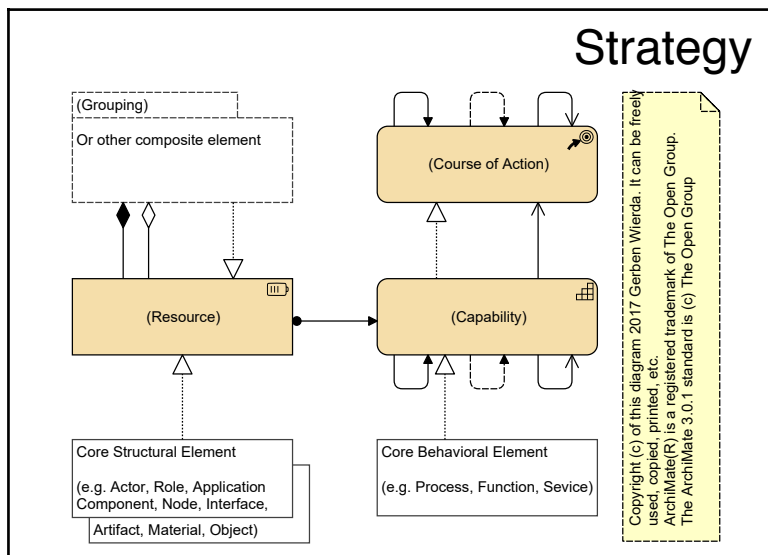 Strategy
(Grouping)
Or other composite element
(Course of Action)
(Resource)
(Capability)
Core Structural Element
(e.g. Actor, Role, Application
Component, Node, Interface,
Artifact, Material, Object)
Core Behavioral Element
(e.g. Process, Function, Sevice)
Copyright (c) of this diagram 2017 Gerben Wierda. It can be freely
used, copied, printed, etc.
ArchiMate(R) is a registered trademark of The Open Group.
The ArchiMate 3.0.1 standard is (c) The Open Group